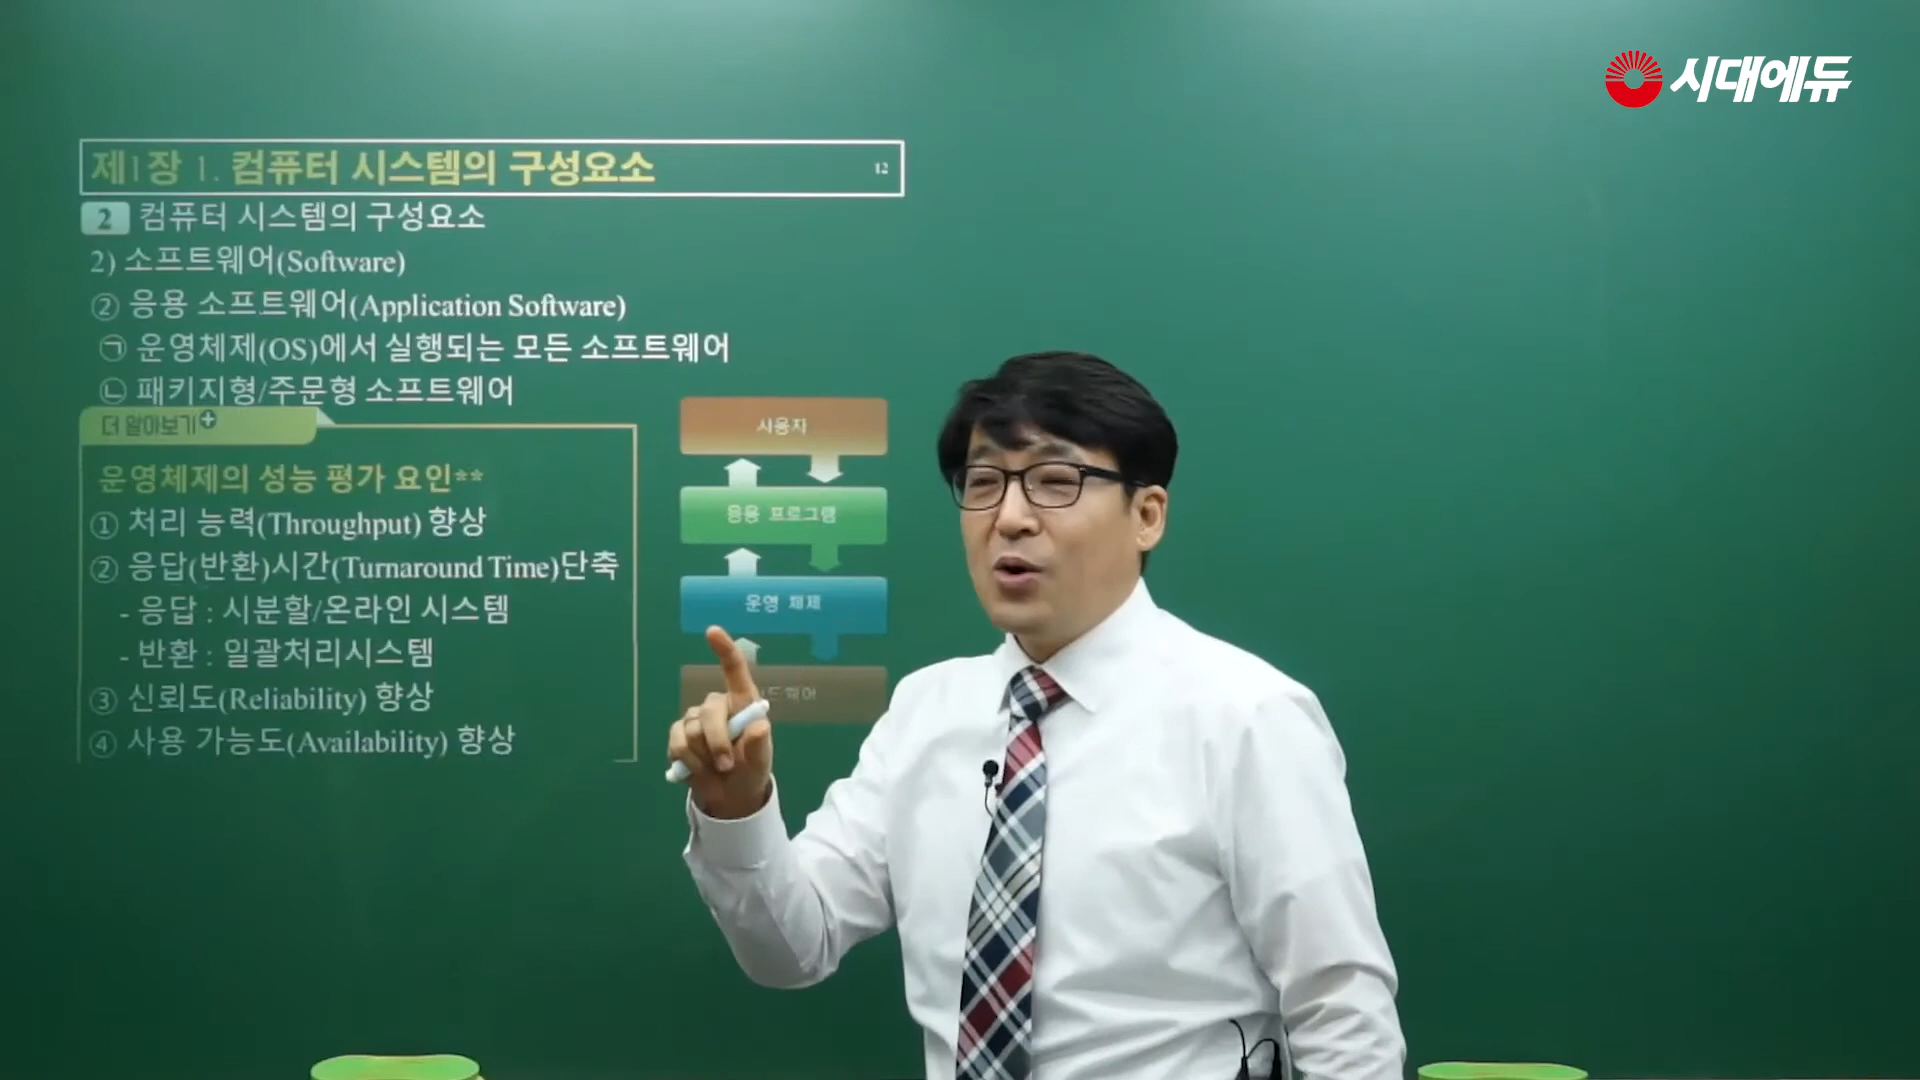 시대에듀
제1장 1. 컴퓨터 시스템의 구성요소 12
2 컴퓨터 시스템의 구성요소
2) 소프트웨어(Software)
② 응용 소프트웨어(Application Software)
㉠ 운영체제(OS)에서 실행되는 모든 소프트웨어
㉡ 패키지형/주문형 소프트웨어
더 알아보기+
운영체제의 성능 평가 요인**
① 처리 능력(Throughput) 향상
② 응답(반환)시간(Turnaround Time)단축
- 응답 : 시분할/온라인 시스템
- 반환 : 일괄처리시스템
③ 신뢰도(Reliability) 향상
④ 사용 가능도(Availability) 향상
사용자
응용 프로그램
운영 체제